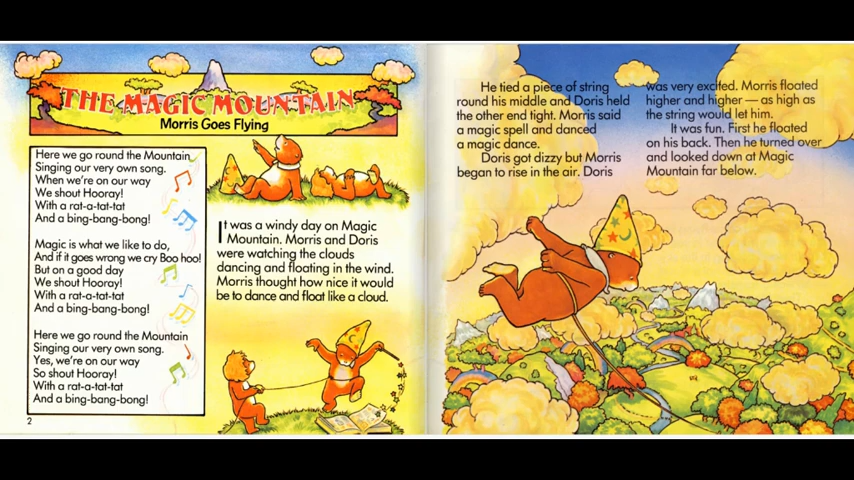 THE MAGIC MOUNTAIN
Morris Goes Flying
Here we go round the Mountain
Singing our very own song.
When we're on our way
We shout Hooray!
With a rat-a-tat-tat
And a bing-bang-bong!
Magic is what we like to do,
And if it goes wrong we cry Boo hoo!
But on a good day
We shout Hooray!
With a rat-a-tat-tat
And a bing-bang-bong!
Here we go round the Mountain
Singing our very own song.
Yes, we're on our way
So shout Hooray!
With a rat-a-tat-tat
And a bing-bang-bong!
2
It was a windy day on Magic
Mountain. Morris and Doris
were watching the clouds
dancing and floating in the wind.
Morris thought how nice it would
be to dance and float like a cloud.
He tied a piece of string
round his middle and Doris held
the other end tight. Morris said
a magic spell and danced
a magic dance.
Doris got dizzy but Morris
began to rise in the air. Doris
was very excited. Morris floated
higher and higher — as high as
the string would let him.
It was fun. First he floated
on his back. Then he turned over
and looked down at Magic
Mountain far below.